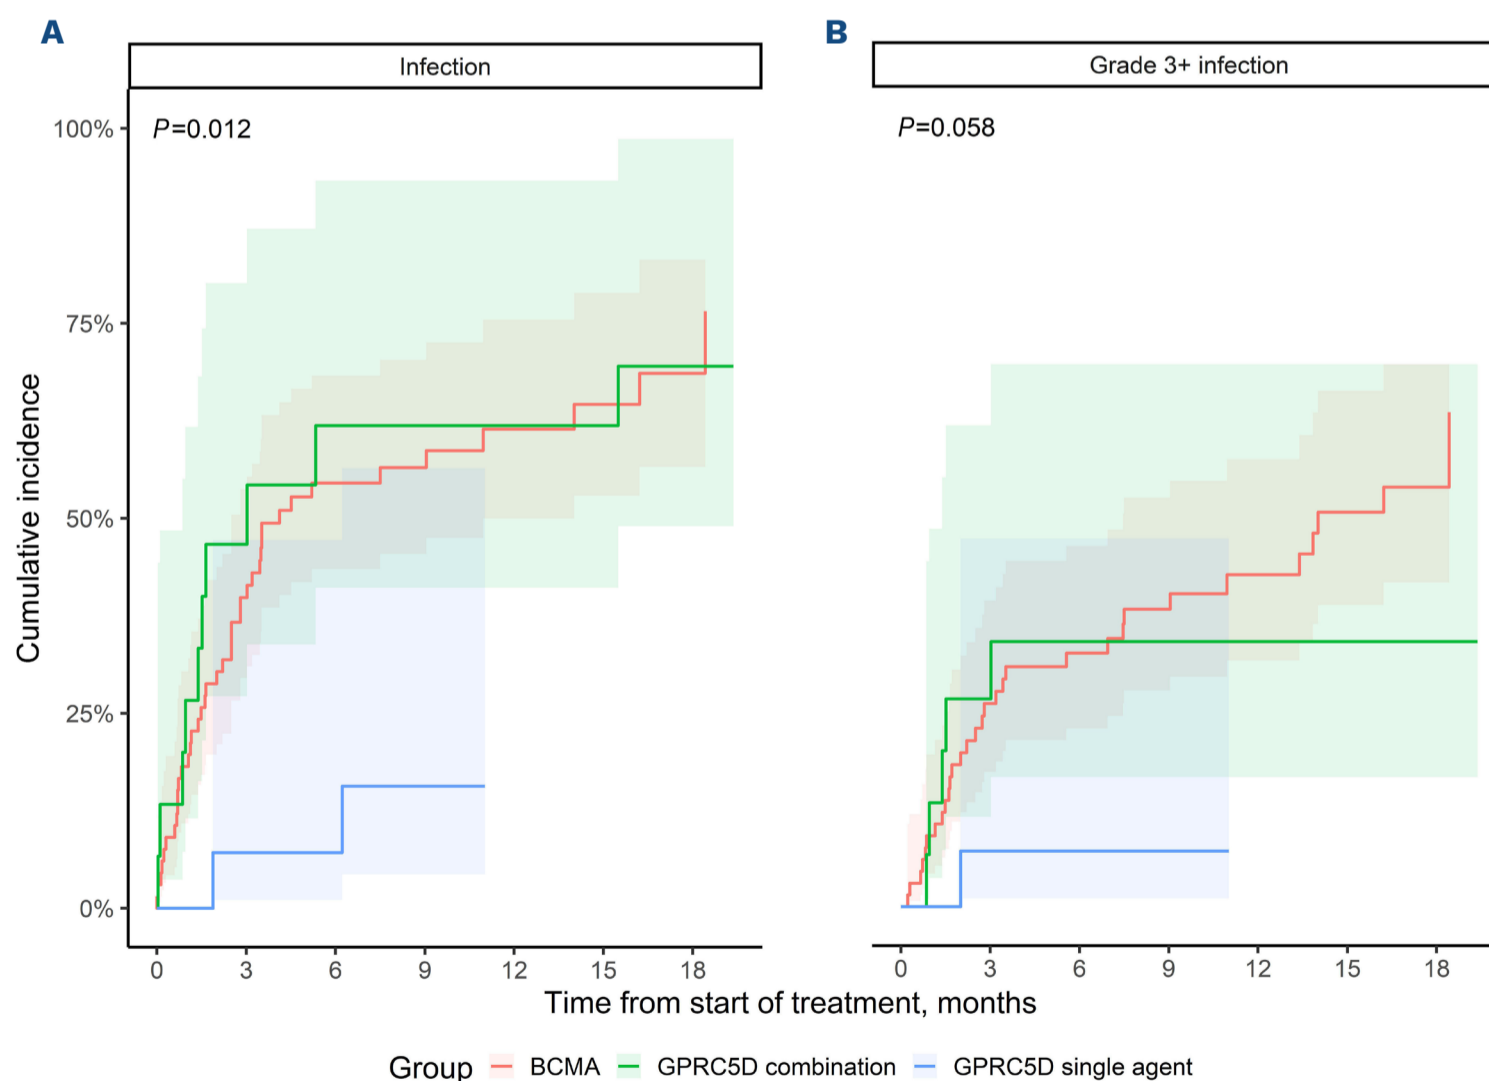 A
B
Infection
Grade 3+ infection
P=0.012
P=0.058
100%
75%
50%
25%
0%
Cumulative incidence
0 3 6 9 12 15 18
0 3 6 9 12 15 18
Time from start of treatment, months
Group BCMA GPRC5D combination GPRC5D single agent